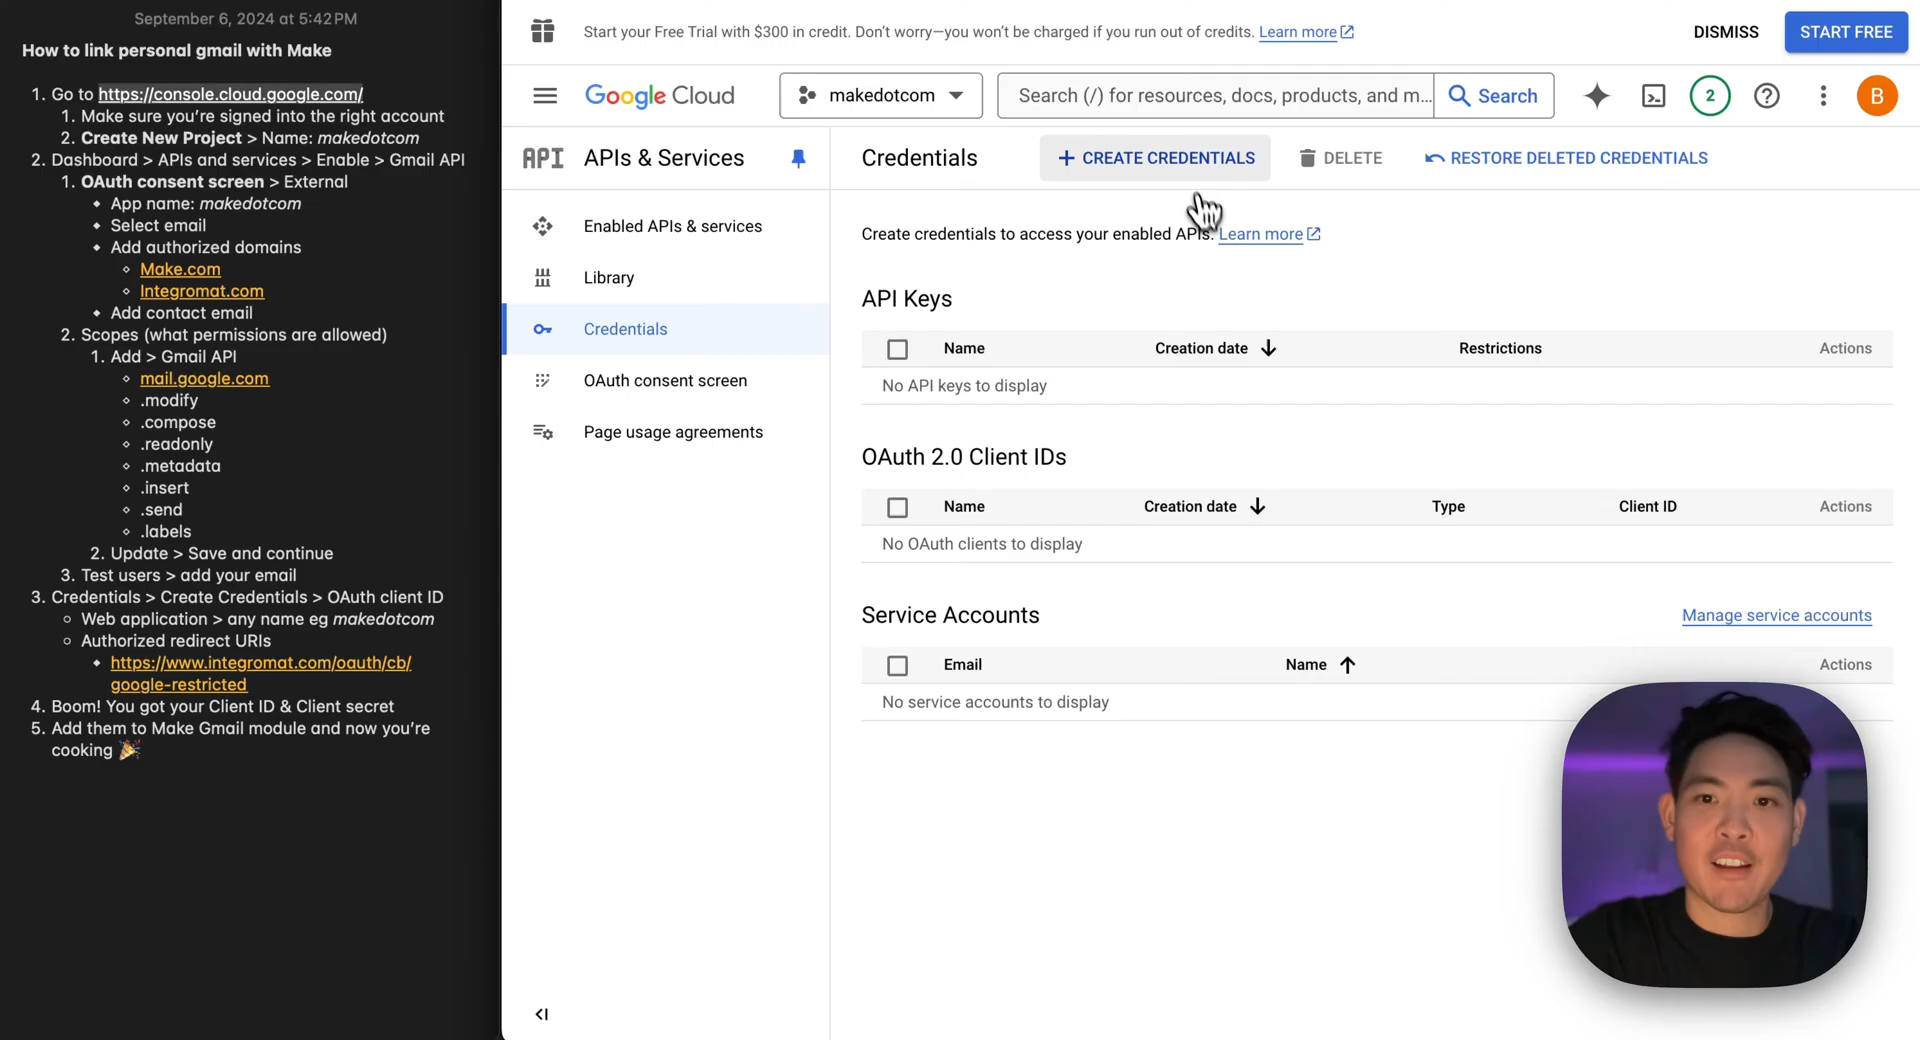 September 6, 2024 at 5:42 PM
How to link personal gmail with Make
1. Go to https://console.cloud.google.com/
1. Make sure you're signed into the right account
2. Create New Project > Name: makedotcom
2. Dashboard > APIs and services > Enable > Gmail API
1. OAuth consent screen > External
App name: makedotcom
Select email
Add authorized domains
Make.com
Integromat.com
Add contact email
2. Scopes (what permissions are allowed)
1. Add > Gmail API
mail.google.com
.modify
.compose
.readonly
.metadata
.insert
.send
.labels
2. Update > Save and continue
3. Test users > add your email
3. Credentials > Create Credentials > OAuth client ID
Web application > any name eg makedotcom
Authorized redirect URIs
https://www.integromat.com/oauth/cb/
google-restricted
4. Boom! You got your Client ID & Client secret
5. Add them to Make Gmail module and now you're
cooking 🎉
Start your Free Trial with $300 in credit. Don't worry—you won't be charged if you run out of credits. Learn more
DISMISS
START FREE
Google Cloud
makedotcom
Search (/) for resources, docs, products, and m...
Search
2
B
API
APIs & Services
Enabled APIs & services
Library
Credentials
OAuth consent screen
Page usage agreements
Credentials
+ CREATE CREDENTIALS
DELETE
RESTORE DELETED CREDENTIALS
Create credentials to access your enabled APIs. Learn more
API Keys
Name Creation date Restrictions Actions
No API keys to display
OAuth 2.0 Client IDs
Name Creation date Type Client ID Actions
No OAuth clients to display
Service Accounts
Manage service accounts
Email Name Actions
No service accounts to display